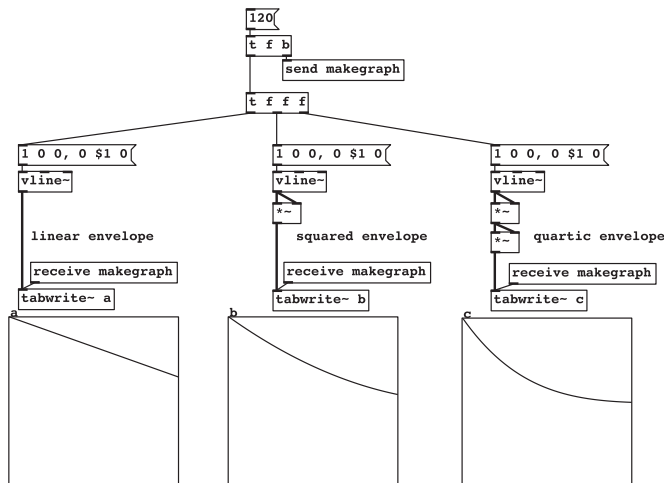 120
t f b
send makegraph
t f f f
1 0 0, 0 $1 0
1 0 0, 0 $1 0
1 0 0, 0 $1 0
vline~
vline~
vline~
*~
*~
*~
linear envelope
squared envelope
quartic envelope
receive makegraph
receive makegraph
receive makegraph
tabwrite~ a
tabwrite~ b
tabwrite~ c
a
b
c